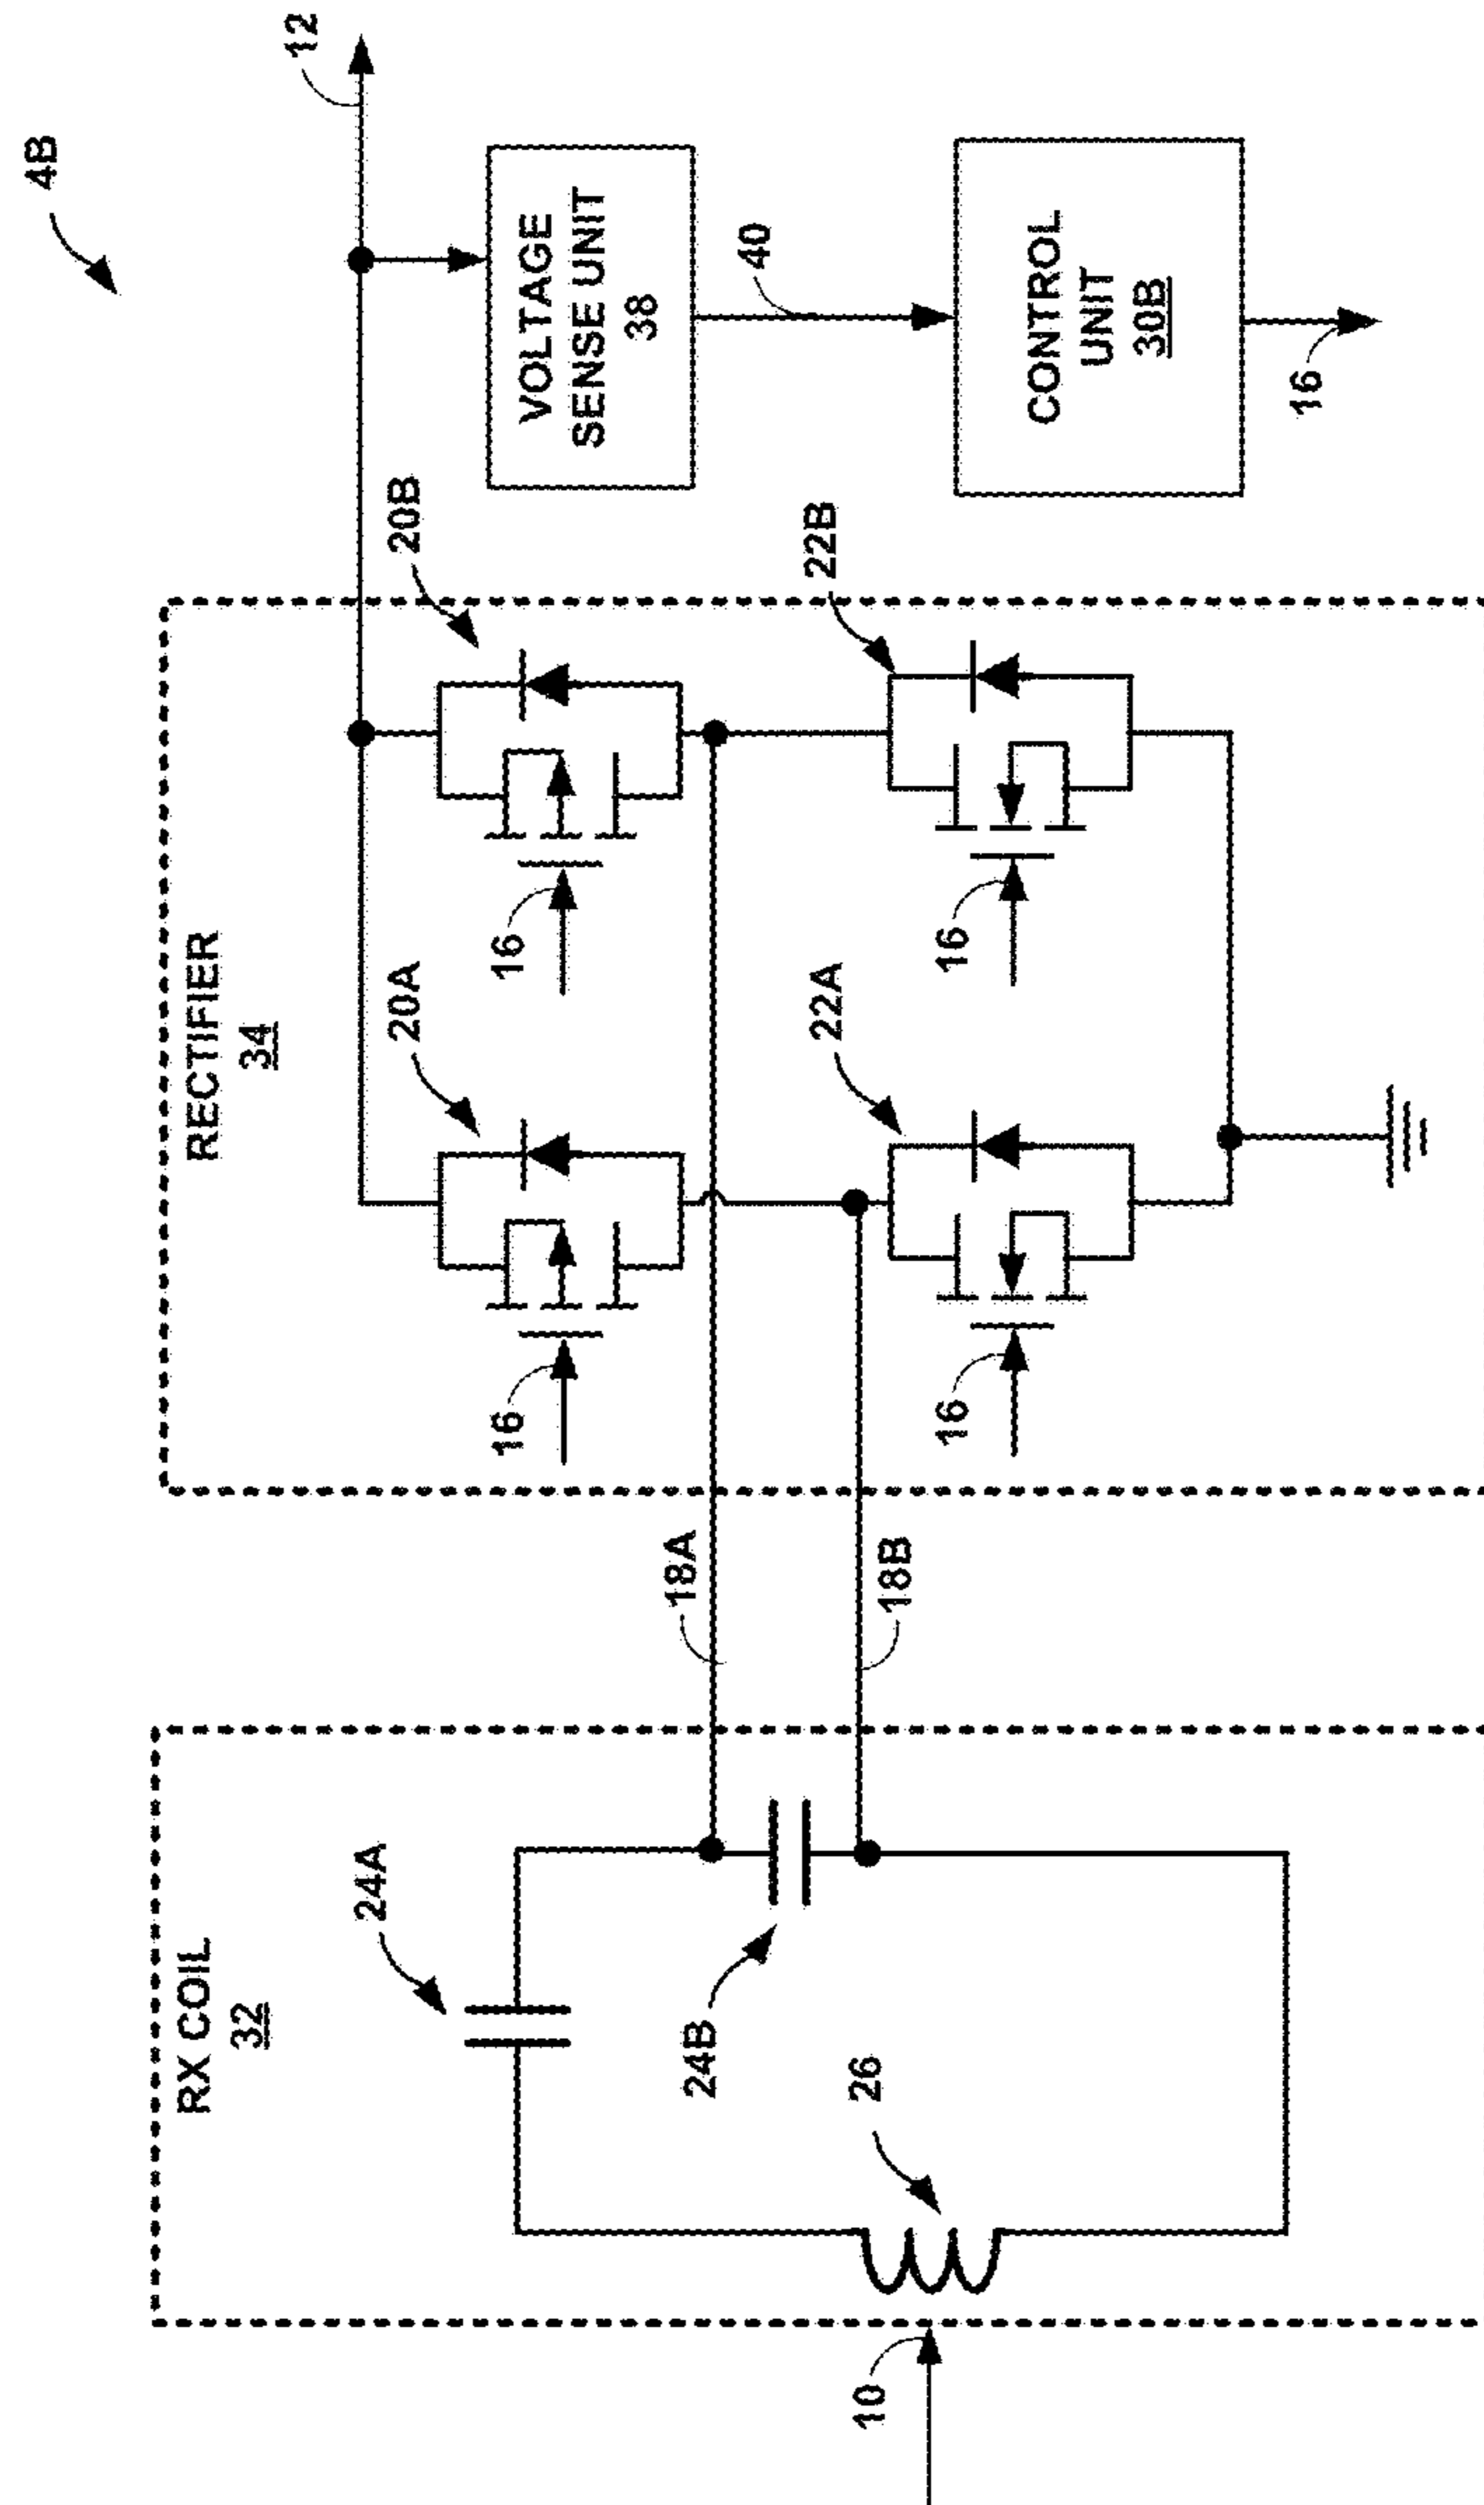 4B
12
RX COIL
32
RECTIFIER
34
24A
20A
20B
VOLTAGE
SENSE UNIT
38
16
16
18A
24B
40
22A
22B
26
10
18B
16
16
CONTROL
UNIT
30B
16